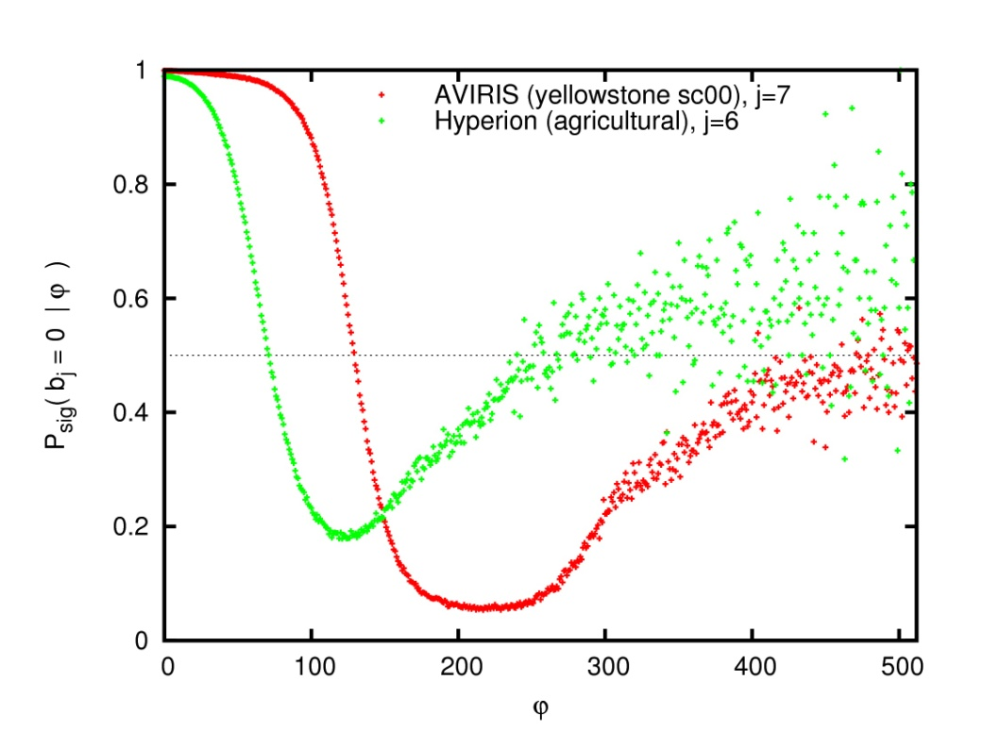 1
0.8
0.6
0.4
0.2
0
0 100 200 300 400 500
AVIRIS (yellowstone sc00), j=7
Hyperion (agricultural), j=6
P_sig( b_j = 0 | φ )
φ